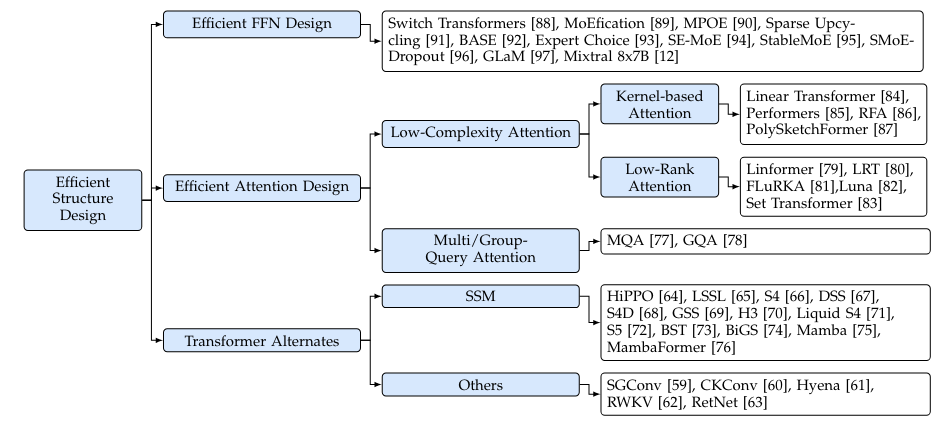 Efficient FFN Design
Switch Transformers [88], MoEfication [89], MPOE [90], Sparse Upcy-
cling [91], BASE [92], Expert Choice [93], SE-MoE [94], StableMoE [95], SMoE-
Dropout [96], GLaM [97], Mixtral 8x7B [12]
Efficient
Structure
Design
Efficient Attention Design
Low-Complexity Attention
Kernel-based
Attention
Linear Transformer [84],
Performers [85], RFA [86],
PolySketchFormer [87]
Low-Rank
Attention
Linformer [79], LRT [80],
FLuRKA [81],Luna [82],
Set Transformer [83]
Multi/Group-
Query Attention
MQA [77], GQA [78]
Transformer Alternates
SSM
HiPPO [64], LSSL [65], S4 [66], DSS [67],
S4D [68], GSS [69], H3 [70], Liquid S4 [71],
S5 [72], BST [73], BiGS [74], Mamba [75],
MambaFormer [76]
Others
SGConv [59], CKConv [60], Hyena [61],
RWKV [62], RetNet [63]